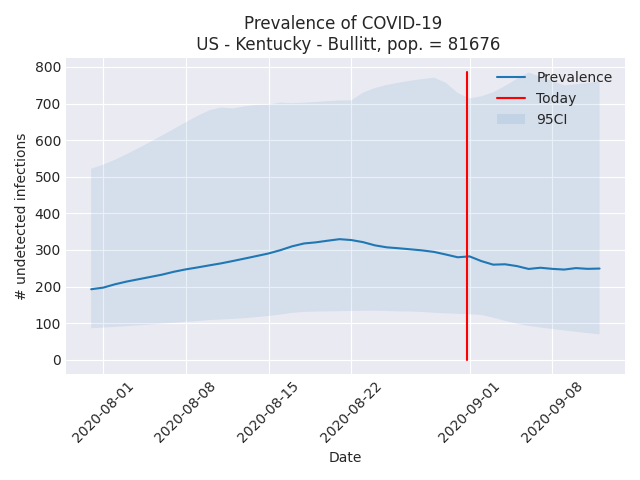 Prevalence of COVID-19
US - Kentucky - Bullitt, pop. = 81676
# undetected infections
800
700
600
500
400
300
200
100
0
Prevalence
Today
95CI
2020-08-01
2020-08-08
2020-08-15
2020-08-22
2020-09-01
2020-09-08
Date